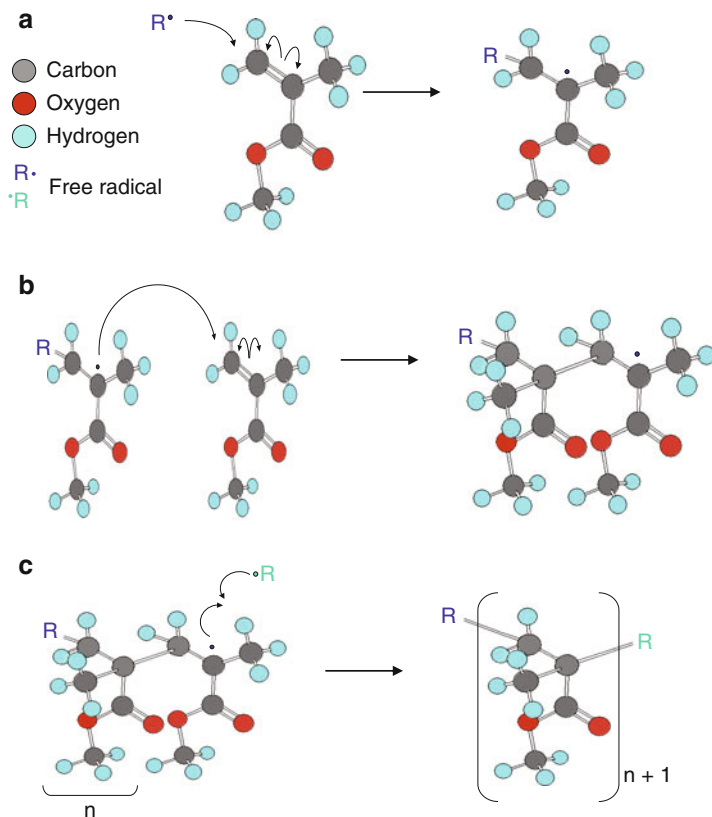 a
R•
Carbon
Oxygen
Hydrogen
R•
•R
Free radical
R
b
R
R
c
•R
R
n
R
R
n + 1